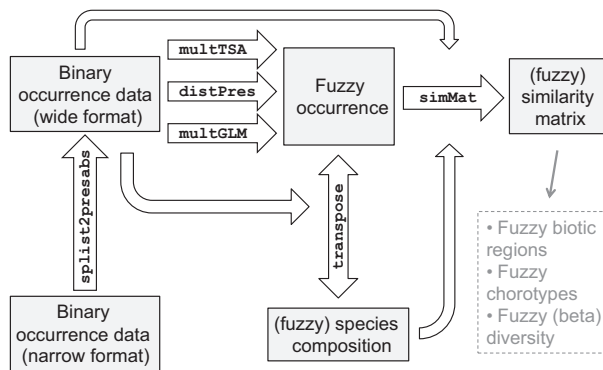 multTSA
Binary
occurrence data
(wide format)
distPres
multGLM
Fuzzy
occurrence
simMat
(fuzzy)
similarity
matrix
splist2presabs
transpose
• Fuzzy biotic
regions
• Fuzzy
chorotypes
• Fuzzy (beta)
diversity
Binary
occurrence data
(narrow format)
(fuzzy) species
composition